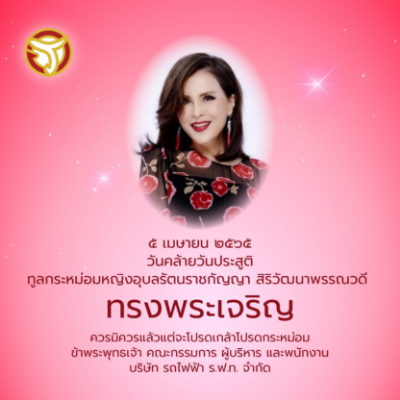 ๕ เมษายน ๒๕๖๕
วันคล้ายวันประสูติ
ทูลกระหม่อมหญิงอุบลรัตนราชกัญญา สิริวัฒนาพรรณวดี
ทรงพระเจริญ
ควรมิควรแล้วแต่จะโปรดเกล้าโปรดกระหม่อม
ข้าพระพุทธเจ้า คณะกรรมการ ผู้บริหาร และพนักงาน
บริษัท รถไฟฟ้า ร.ฟ.ท. จำกัด